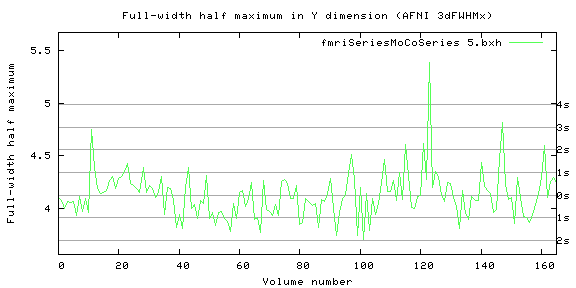 Full-width half maximum in Y dimension (AFNI 3dFWHMx)
fmriSeriesMoCoSeries 5.bxh
Full-width half maximum
5.5
5
4.5
4
4s
3s
2s
1s
0s
1s
2s
0 20 40 60 80 100 120 140 160
Volume number